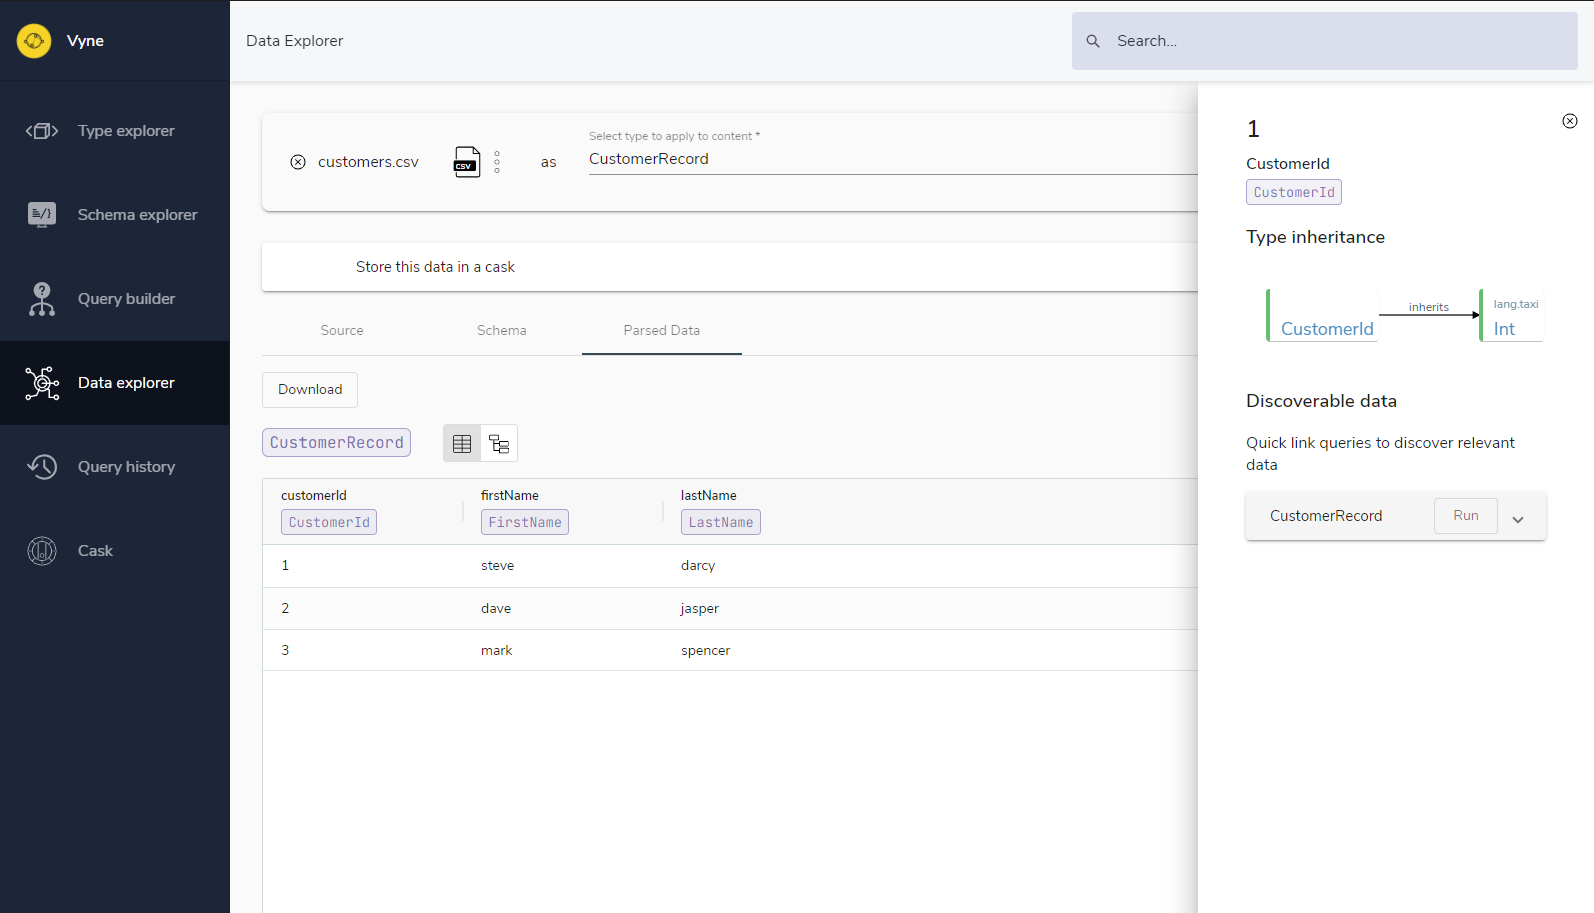 Vyne
Data Explorer
Search...
Type explorer
Schema explorer
Query builder
Data explorer
Query history
Cask
customers.csv
CSV
as
Select type to apply to content *
CustomerRecord
Store this data in a cask
Source
Schema
Parsed Data
Download
CustomerRecord
customerId
firstName
lastName
CustomerId
FirstName
LastName
1
steve
darcy
2
dave
jasper
3
mark
spencer
1
CustomerId
CustomerId
Type inheritance
CustomerId
inherits
lang.taxi
Int
Discoverable data
Quick link queries to discover relevant
data
CustomerRecord
Run